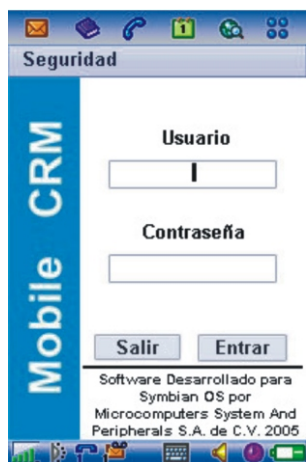 1
Seguridad
Mobile CRM
Usuario
Contraseña
Salir Entrar
Software Desarrollado para
Symbian OS por
Microcomputers System And
Peripherals S.A. de C.V. 2005